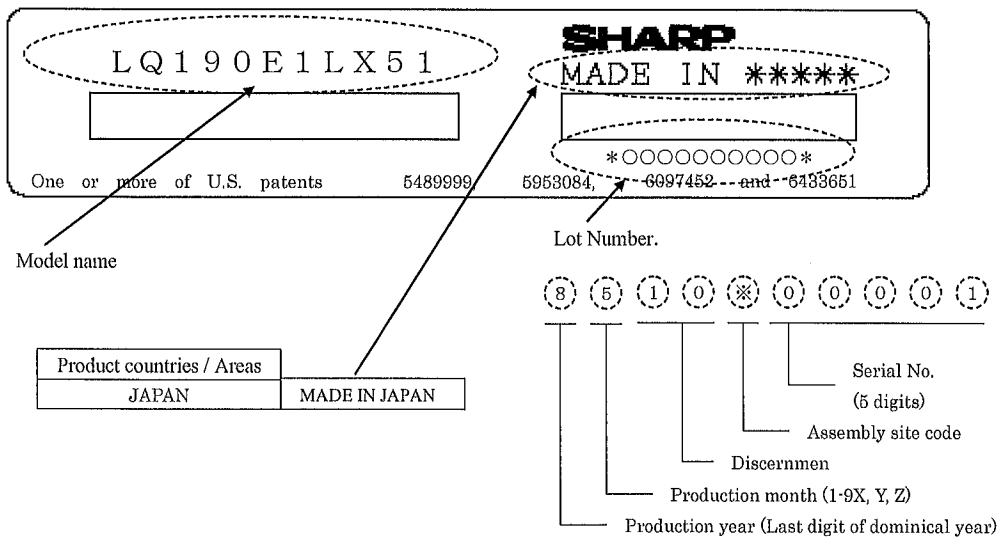 SHARP
LQ190E1LX51
MADE IN *****
*○○○○○○○○○○*
One or more of U.S. patents 5489999, 5953084, 6097452 and 6433651
Lot Number.
Model name
8 5 1 0 ※ 0 0 0 0 1
Product countries / Areas
JAPAN MADE IN JAPAN
Serial No.
(5 digits)
Assembly site code
Discernmen
Production month (1-9X, Y, Z)
Production year (Last digit of dominical year)